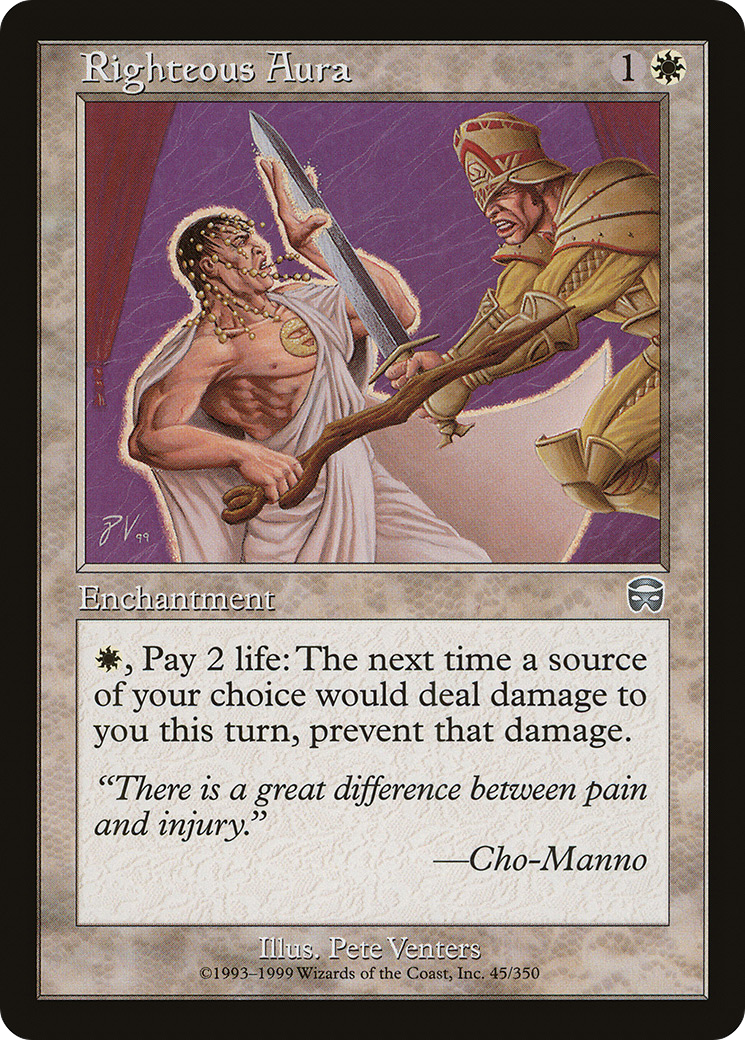 Righteous Aura 1
PV99
Enchantment
, Pay 2 life: The next time a source
of your choice would deal damage to
you this turn, prevent that damage.
“There is a great difference between pain
and injury.”
—Cho-Manno
Illus. Pete Venters
©1993–1999 Wizards of the Coast, Inc. 45/350